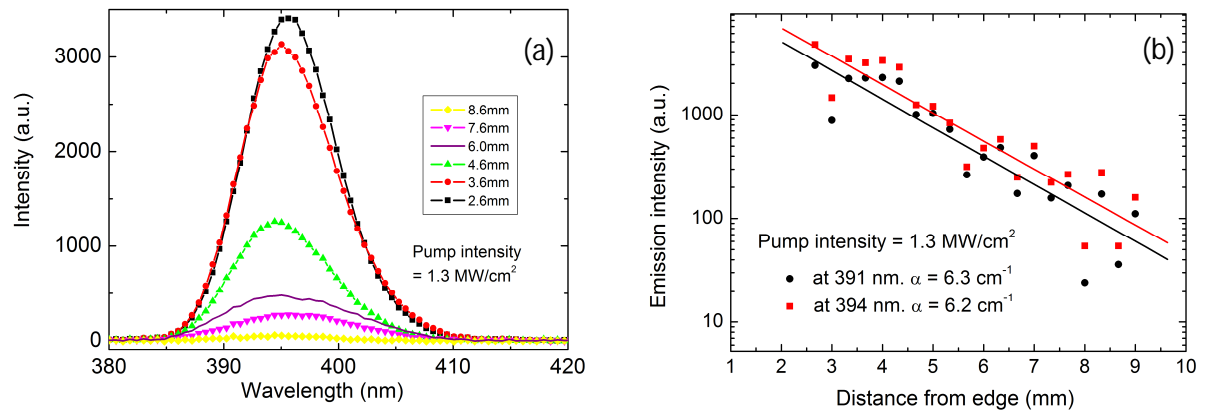 (a)
3000
2000
1000
0
Intensity (a.u.)
8.6mm
7.6mm
6.0mm
4.6mm
3.6mm
2.6mm
Pump intensity
= 1.3 MW/cm²
380 390 400 410 420
Wavelength (nm)
(b)
1000
100
10
Emission intensity (a.u.)
Pump intensity = 1.3 MW/cm²
at 391 nm. α = 6.3 cm⁻¹
at 394 nm. α = 6.2 cm⁻¹
1 2 3 4 5 6 7 8 9 10
Distance from edge (mm)